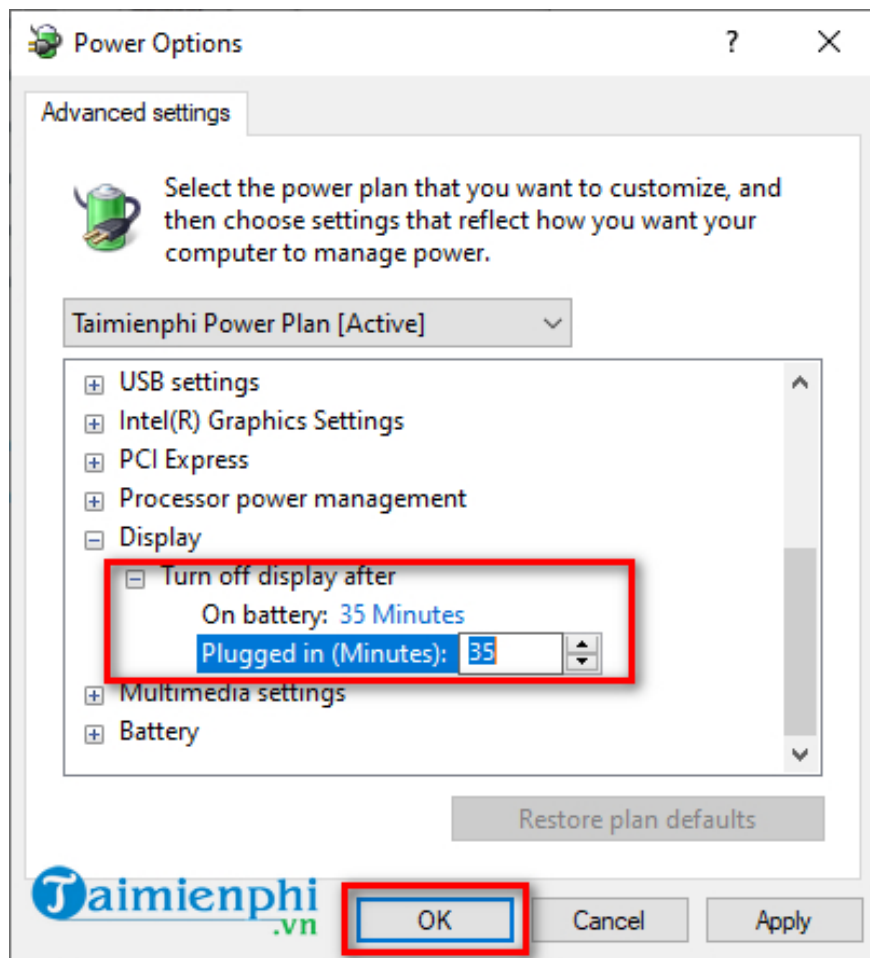 Power Options
Advanced settings
Select the power plan that you want to customize, and
then choose settings that reflect how you want your
computer to manage power.
Taimienphi Power Plan [Active]
USB settings
Intel(R) Graphics Settings
PCI Express
Processor power management
Display
Turn off display after
On battery: 35 Minutes
Plugged in (Minutes): 35
Multimedia settings
Battery
Restore plan defaults
Taimienphi
.vn
OK Cancel Apply